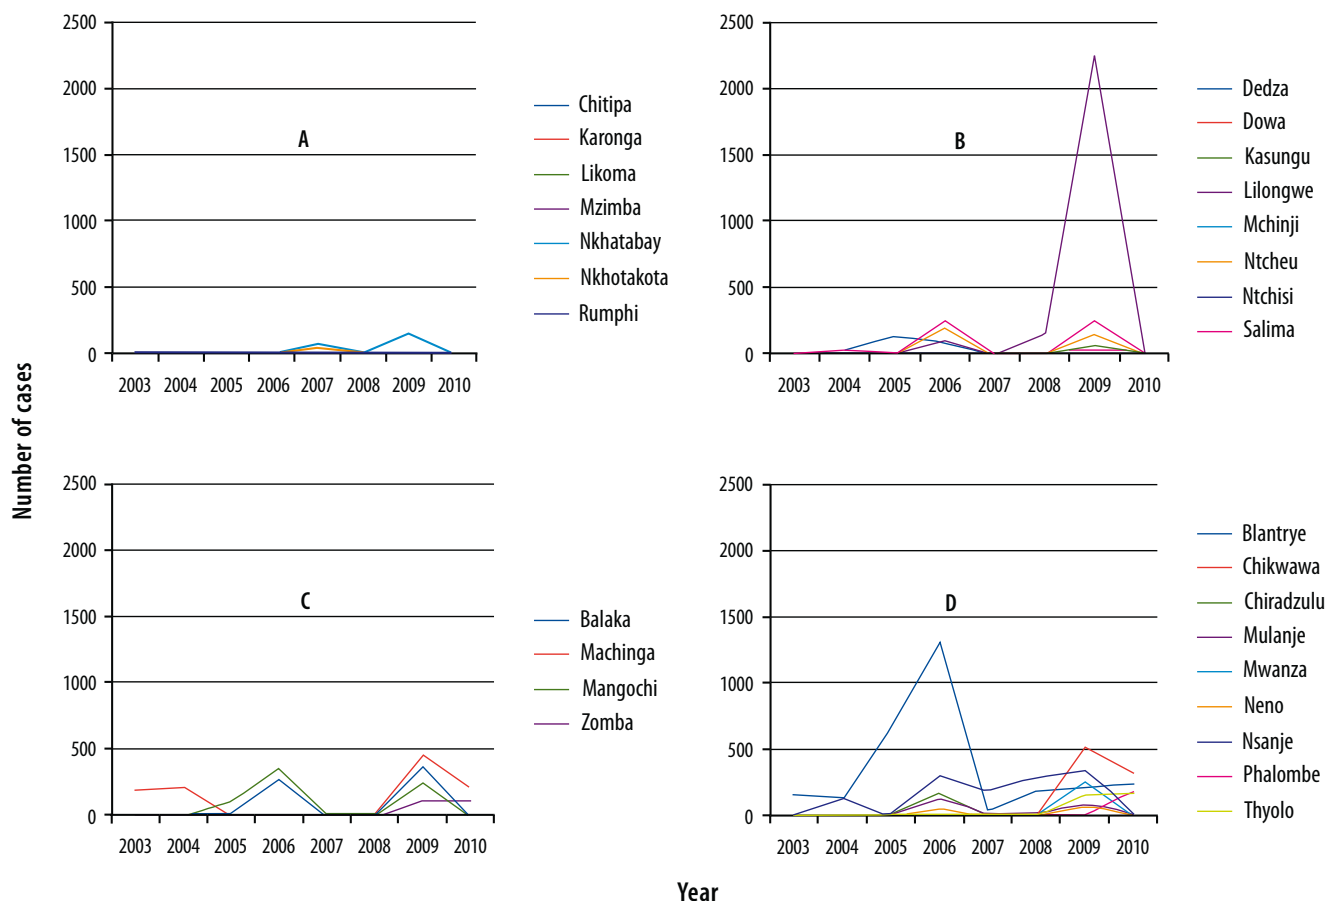 2500
2000
1500
1000
500
0
A
2003 2004 2005 2006 2007 2008 2009 2010
Chitipa
Karonga
Likoma
Mzimba
Nkhatabay
Nkhotakota
Rumphi
2500
2000
1500
1000
500
0
B
2003 2004 2005 2006 2007 2008 2009 2010
Dedza
Dowa
Kasungu
Lilongwe
Mchinji
Ntcheu
Ntchisi
Salima
Number of cases
2500
2000
1500
1000
500
0
C
2003 2004 2005 2006 2007 2008 2009 2010
Balaka
Machinga
Mangochi
Zomba
2500
2000
1500
1000
500
0
D
2003 2004 2005 2006 2007 2008 2009 2010
Blantrye
Chikwawa
Chiradzulu
Mulanje
Mwanza
Neno
Nsanje
Phalombe
Thyolo
Year